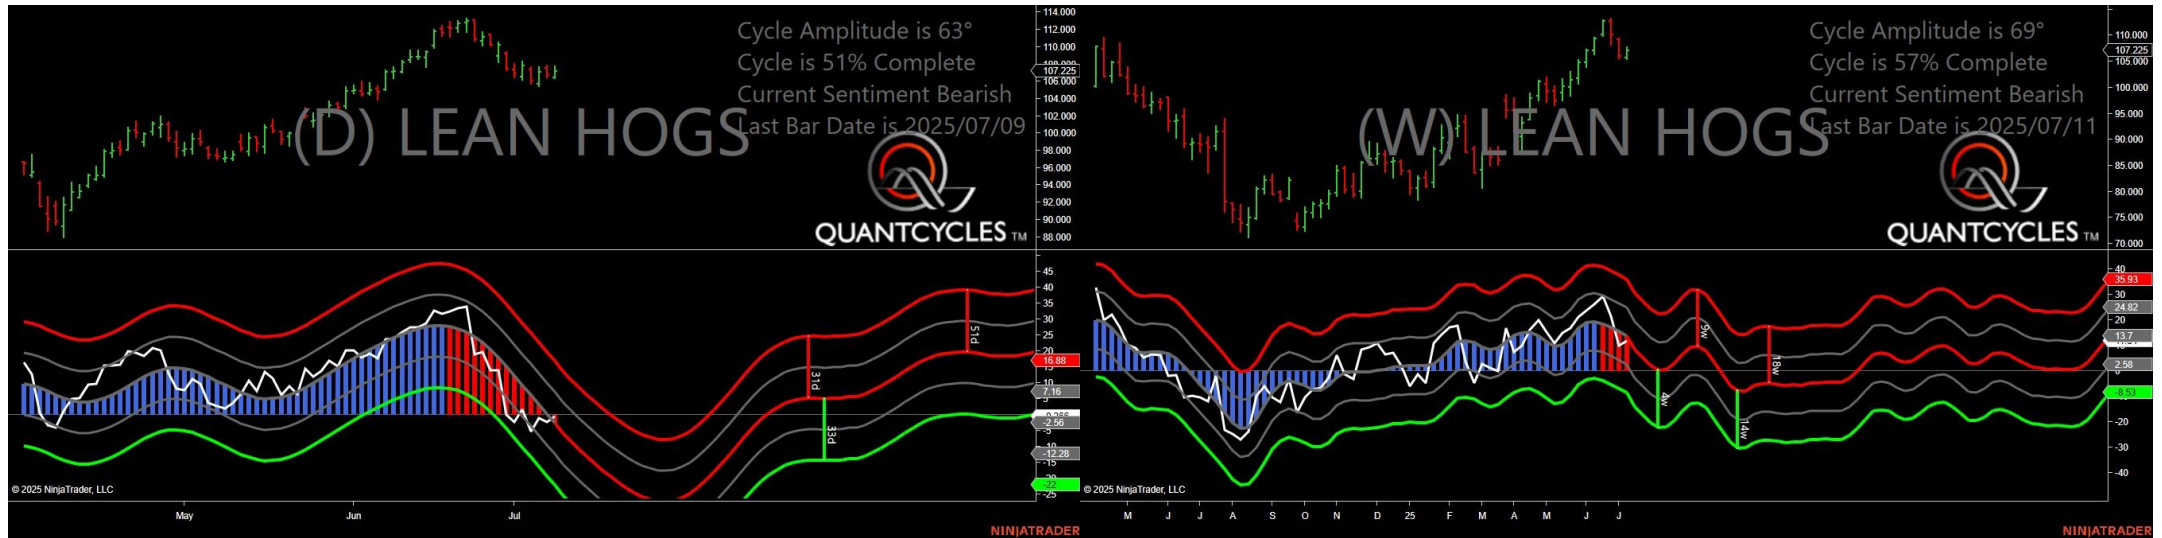 Cycle Amplitude is 63°
Cycle is 51% Complete
Current Sentiment Bearish
Last Bar Date is 2025/07/09
(D) LEAN HOGS
QUANTCYCLES TM
114.000
112.000
110.000
107.225
106.000
104.000
102.000
100.000
98.000
96.000
94.000
92.000
90.000
88.000
31d
33d
51d
45
40
35
30
25
20
16.88
10
7.16
-2.56
-5
-12.28
-15
-22
-25
© 2025 NinjaTrader, LLC
May Jun Jul
NINJATRADER
Cycle Amplitude is 69°
Cycle is 57% Complete
Current Sentiment Bearish
Last Bar Date is 2025/07/11
(W) LEAN HOGS
QUANTCYCLES TM
110.000
107.225
105.000
100.000
95.000
90.000
85.000
80.000
75.000
70.000
4w
9w
14w
18w
40
35.93
30
24.82
20
13.7
2.58
-8.53
-20
-30
-40
© 2025 NinjaTrader, LLC
M J J A S O N D 25 F M A M J J
NINJATRADER